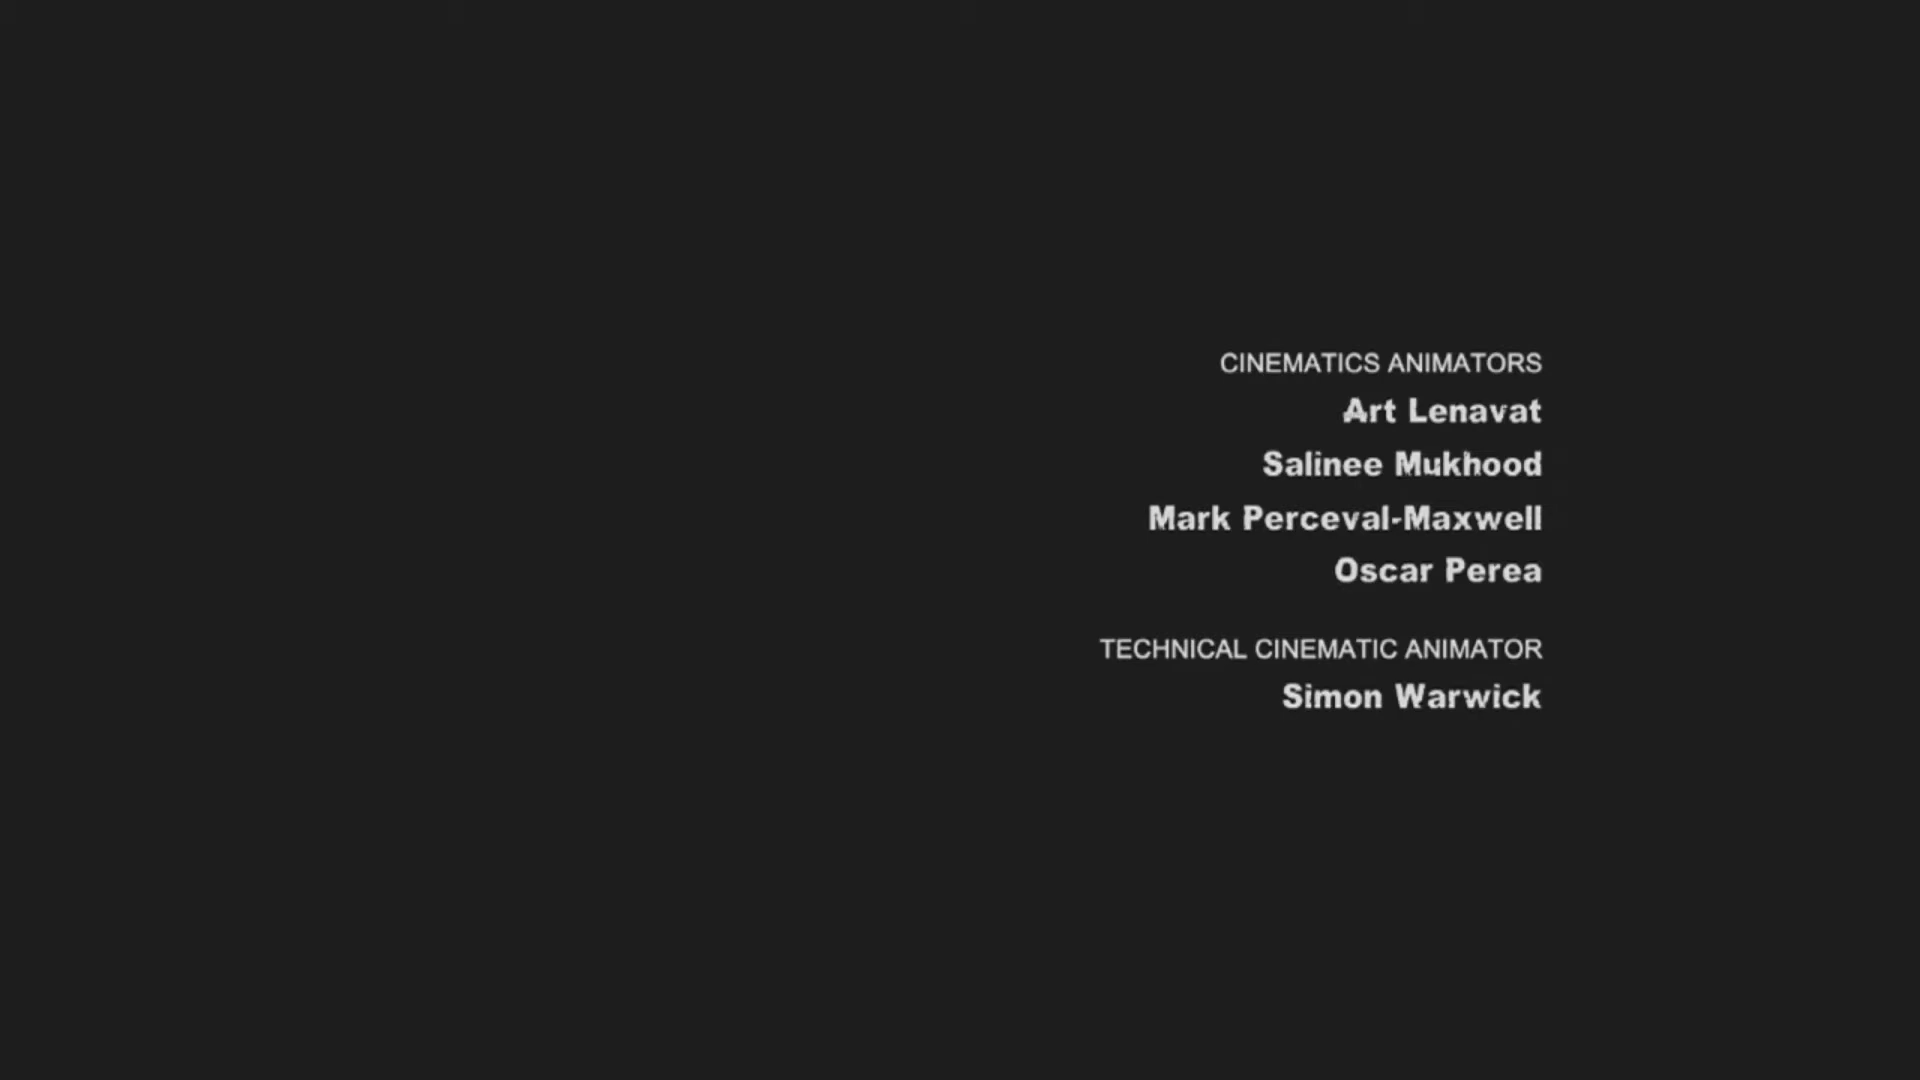 CINEMATICS ANIMATORS
Art Lenavat
Salinee Mukhood
Mark Perceval-Maxwell
Oscar Perea
TECHNICAL CINEMATIC ANIMATOR
Simon Warwick